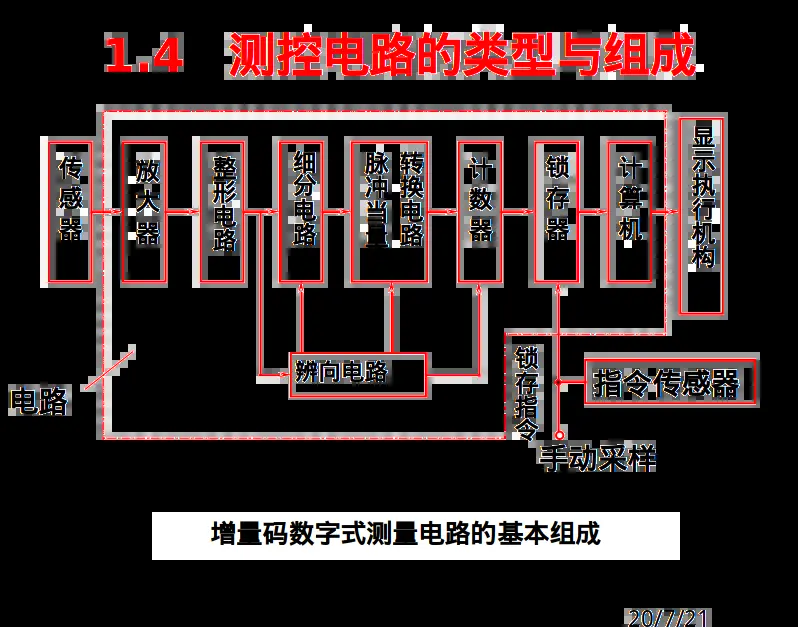 1.4 测控电路的类型与组成
传感器
放大器
整形电路
细分电路
脉冲当量
转换电路
计数器
锁存器
计算机
显示执行机构
辨向电路
锁存指令
指令传感器
电路
手动采样
增量码数字式测量电路的基本组成
20/7/21